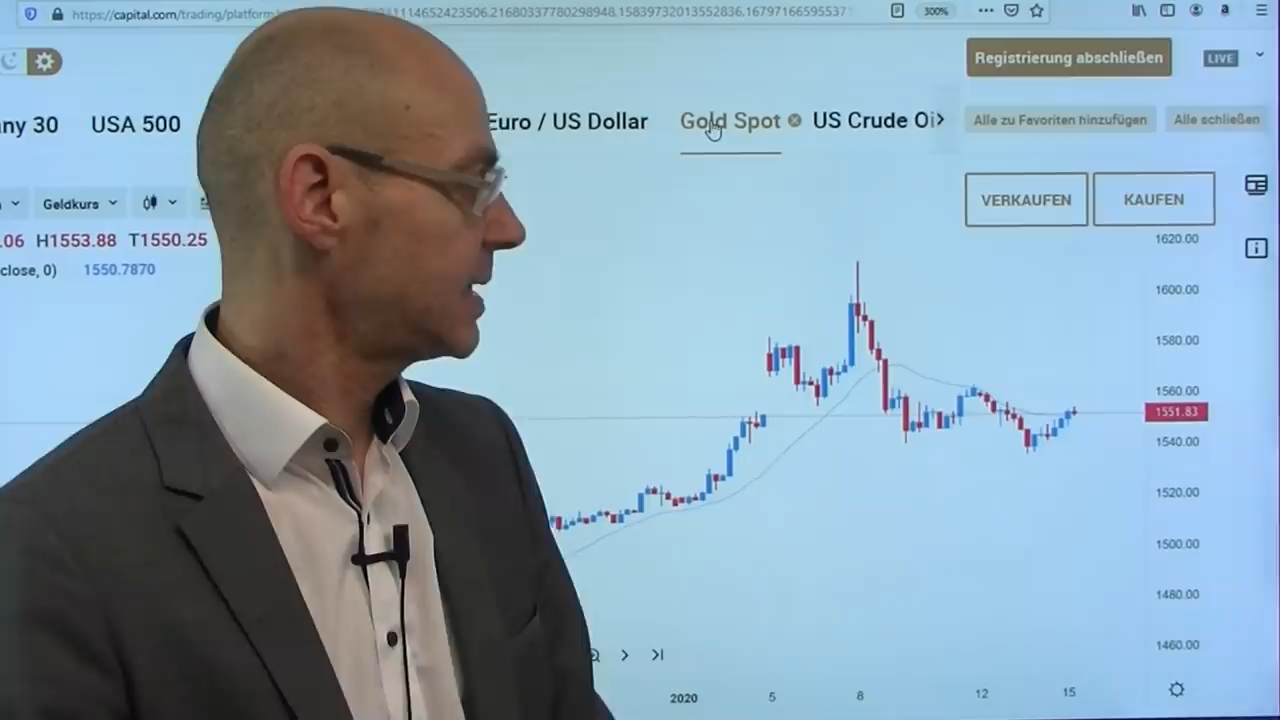 https://capital.com/trading/platform
300%
Registrierung abschließen
LIVE
ny 30
USA 500
Euro / US Dollar
Gold Spot
US Crude Oi
Alle zu Favoriten hinzufügen
Alle schließen
Geldkurs
VERKAUFEN
KAUFEN
.06 H1553.88 T1550.25
close, 0) 1550.7870
1620.00
1600.00
1580.00
1560.00
1551.83
1540.00
1520.00
1500.00
1480.00
1460.00
2020
5
8
12
15